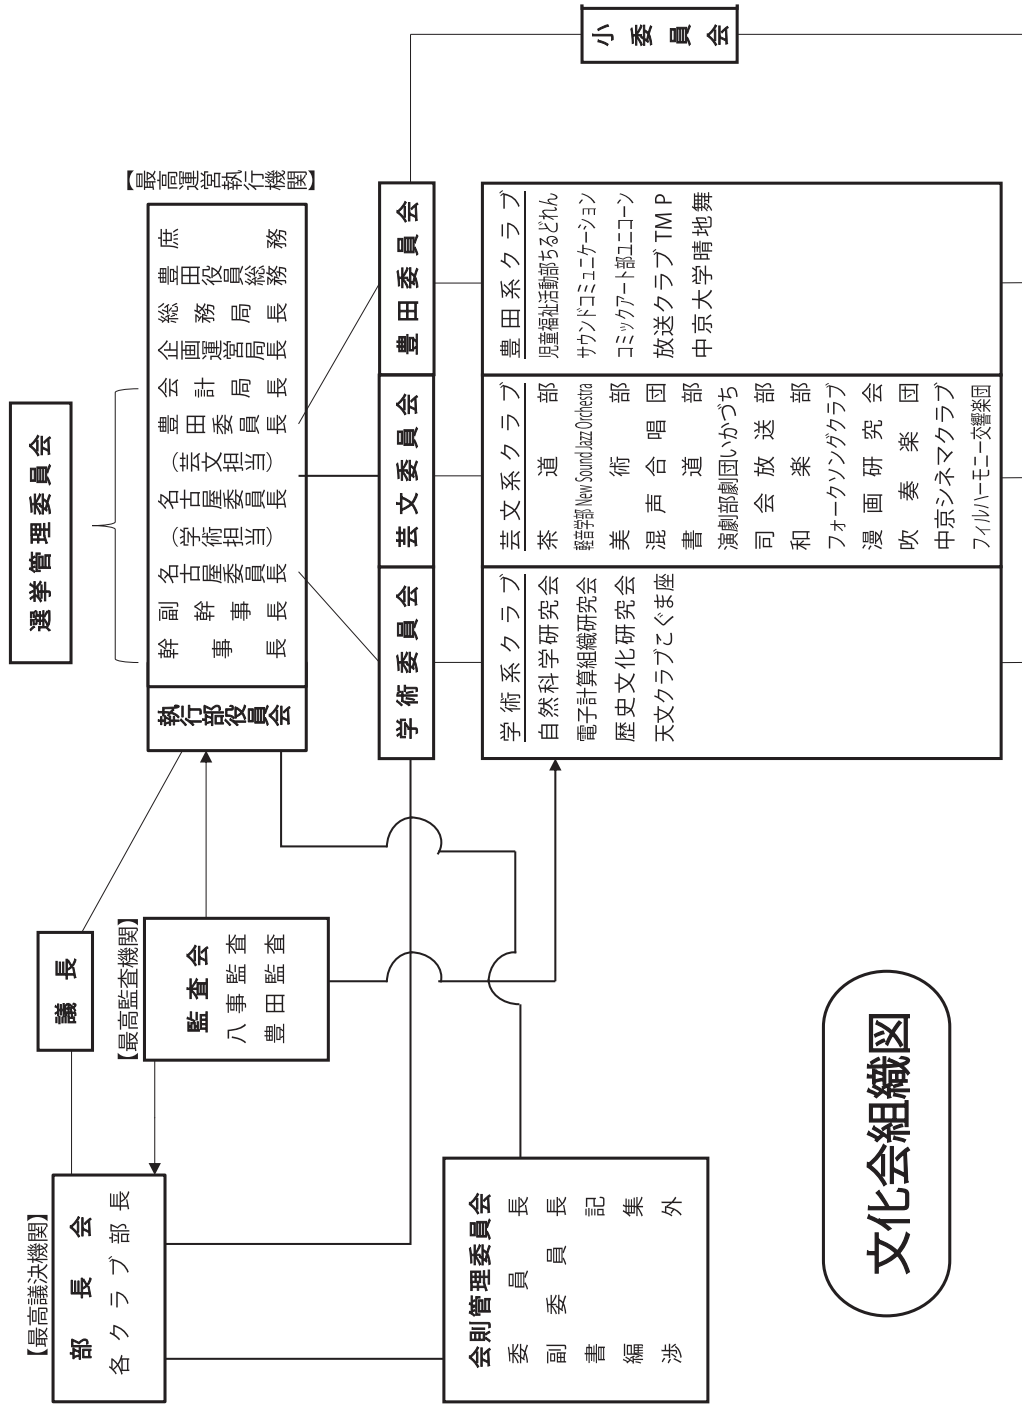 文化会組織図
【最高議決機関】
部長会
各クラブ部長
議長
【最高監査機関】
監査会
八事監査
豊田監査
選挙管理委員会
執行部役員会
幹事長
副幹事長
名古屋委員長
(学術担当)
名古屋委員長
(芸文担当)
豊田委員長
会計局長
企画運営局長
総務局長
豊田役員総務
庶務
【最高運営執行機関】
学術委員会
芸文委員会
豊田委員会
小委員会
会則管理委員会
委員長
副委員長
書記
編集
渉外
学術系クラブ
自然科学研究会
電子計算組織研究会
歴史文化研究会
天文クラブこぐま座
芸文系クラブ
茶道部
軽音学部 New Sound Jazz Orchestra
美術部
混声合唱団
書道部
演劇部劇団いかづち
司会放送部
和楽部
フォークソングクラブ
漫画研究会
吹奏楽団
中京シネマクラブ
フィルハーモニー交響楽団
豊田系クラブ
児童福祉活動部ちるどれん
サウンドコミュニケーション
コミックアート部ユニコーン
放送クラブTMP
中京大学晴地舞